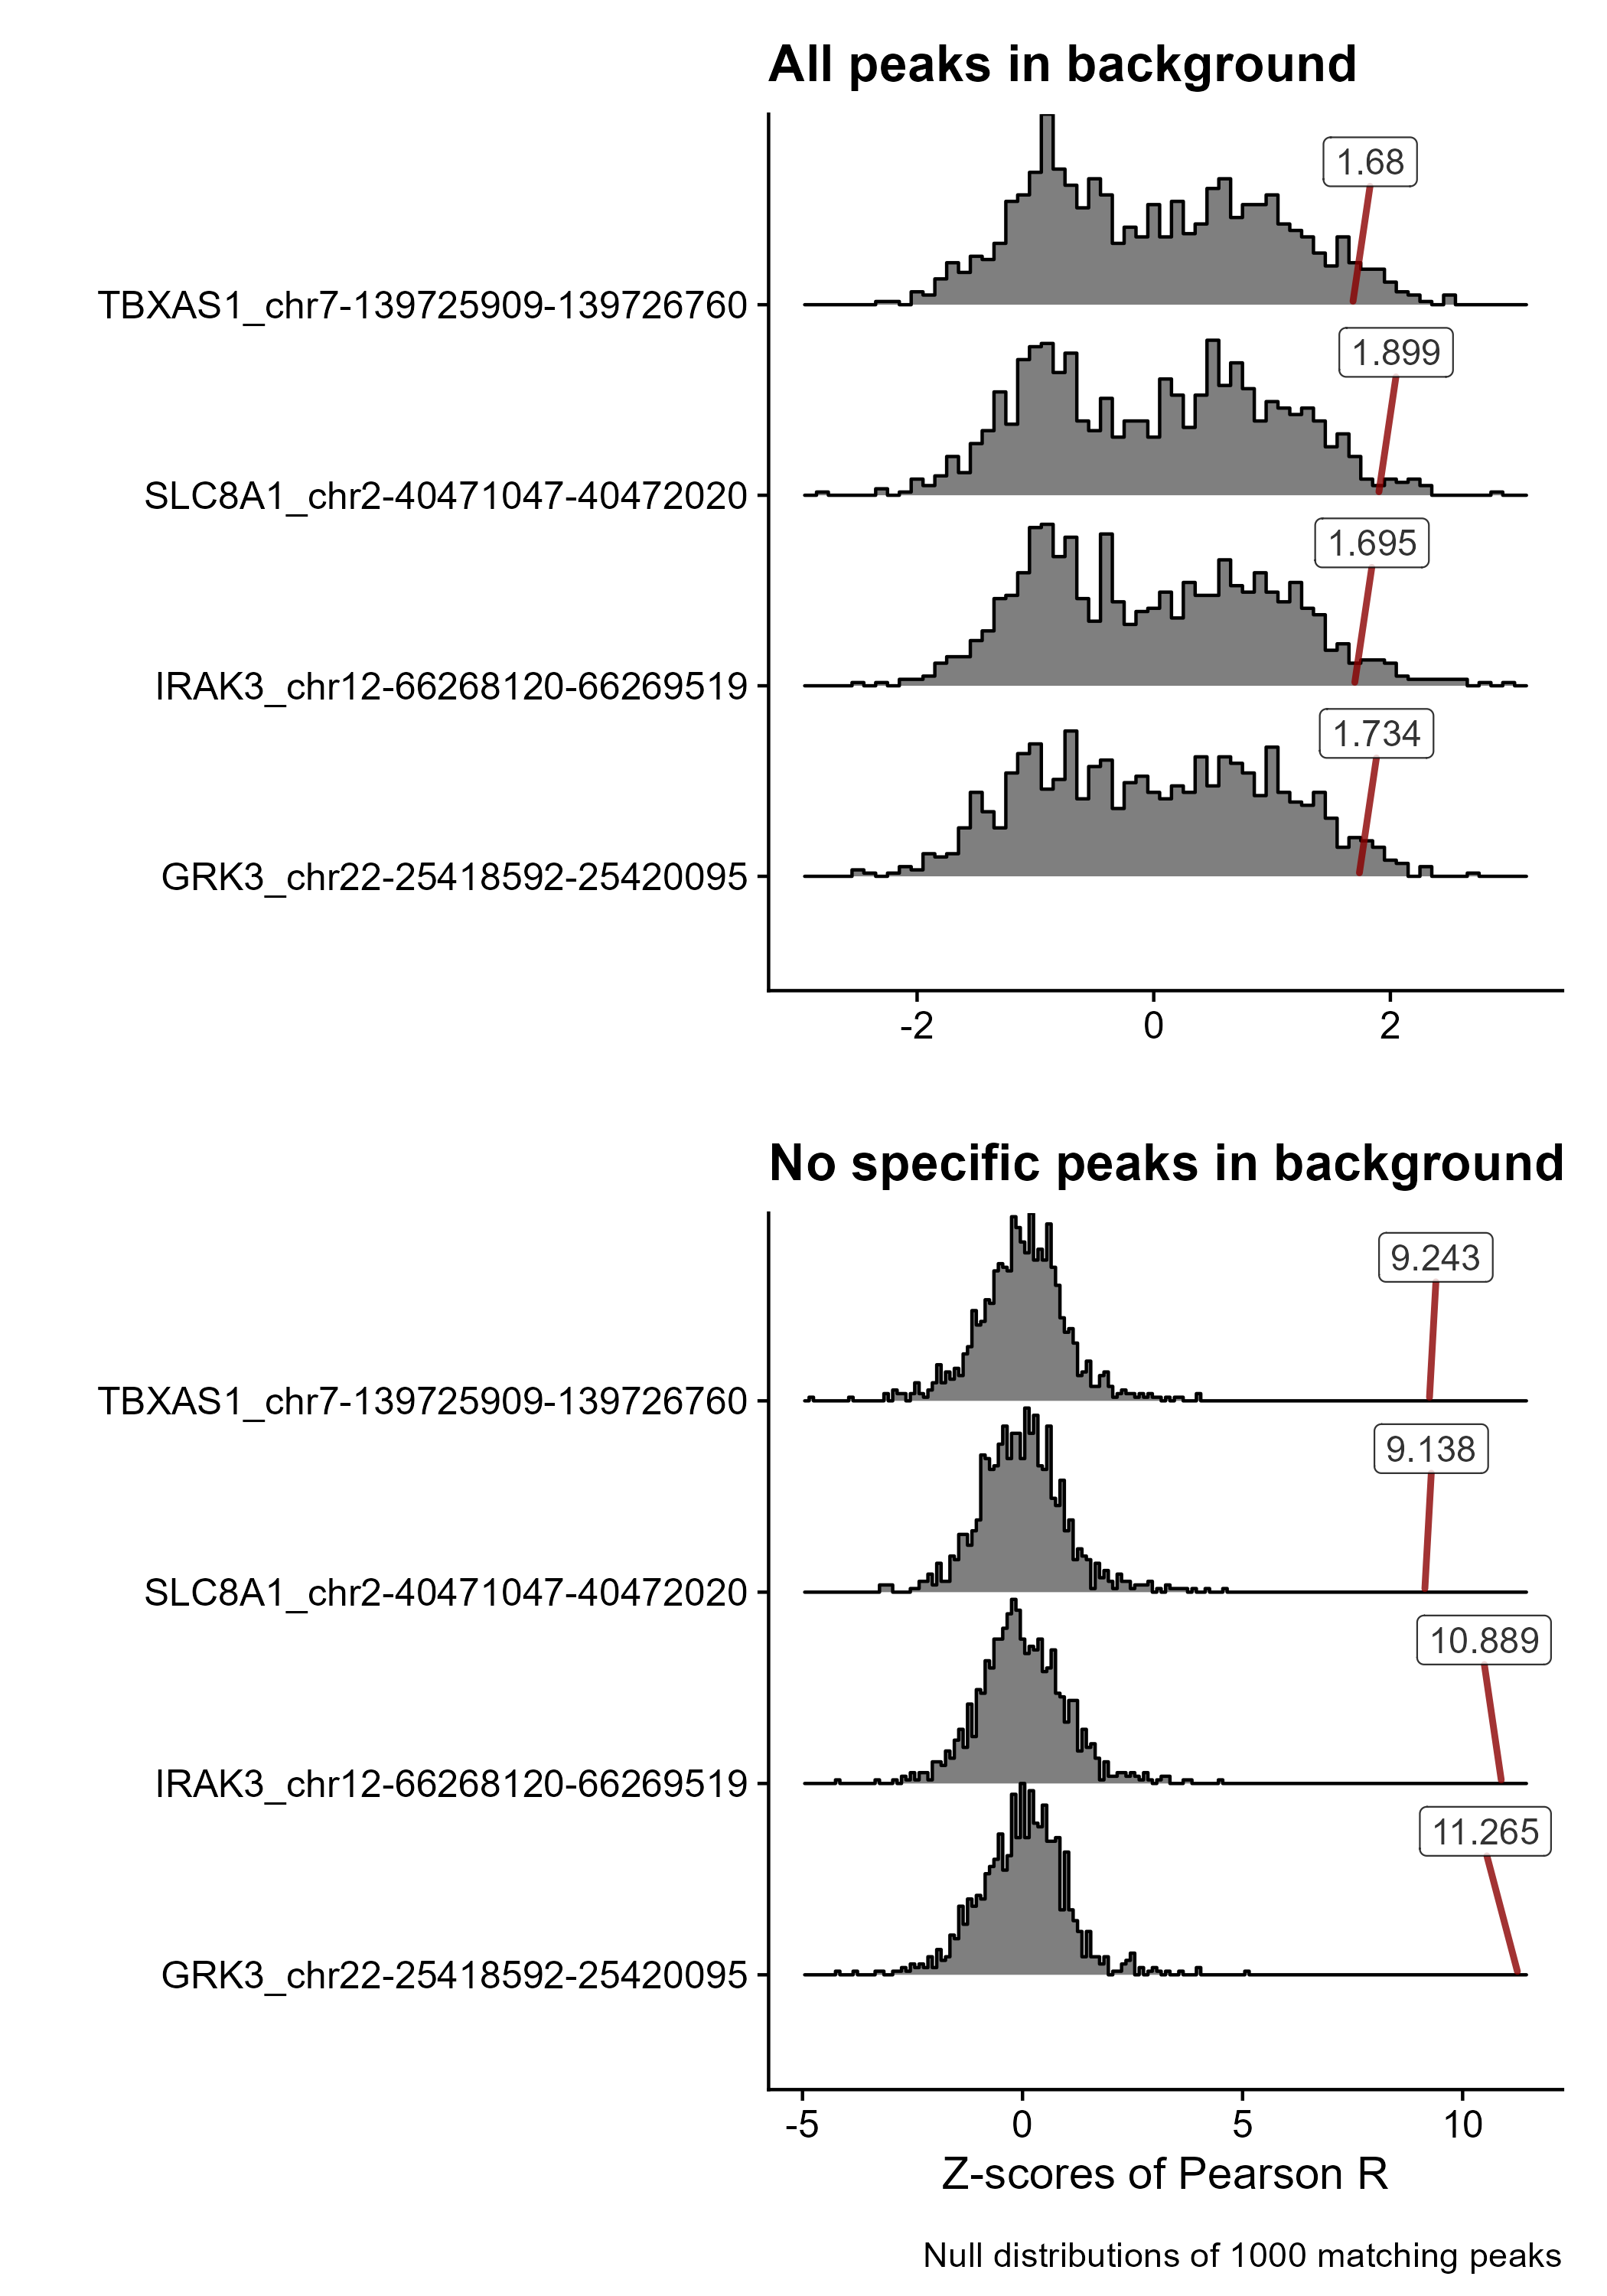 All peaks in background
1.68
TBXAS1_chr7-139725909-139726760
1.899
SLC8A1_chr2-40471047-40472020
1.695
IRAK3_chr12-66268120-66269519
1.734
GRK3_chr22-25418592-25420095
-2 0 2
No specific peaks in background
9.243
TBXAS1_chr7-139725909-139726760
9.138
SLC8A1_chr2-40471047-40472020
10.889
IRAK3_chr12-66268120-66269519
11.265
GRK3_chr22-25418592-25420095
-5 0 5 10
Z-scores of Pearson R
Null distributions of 1000 matching peaks